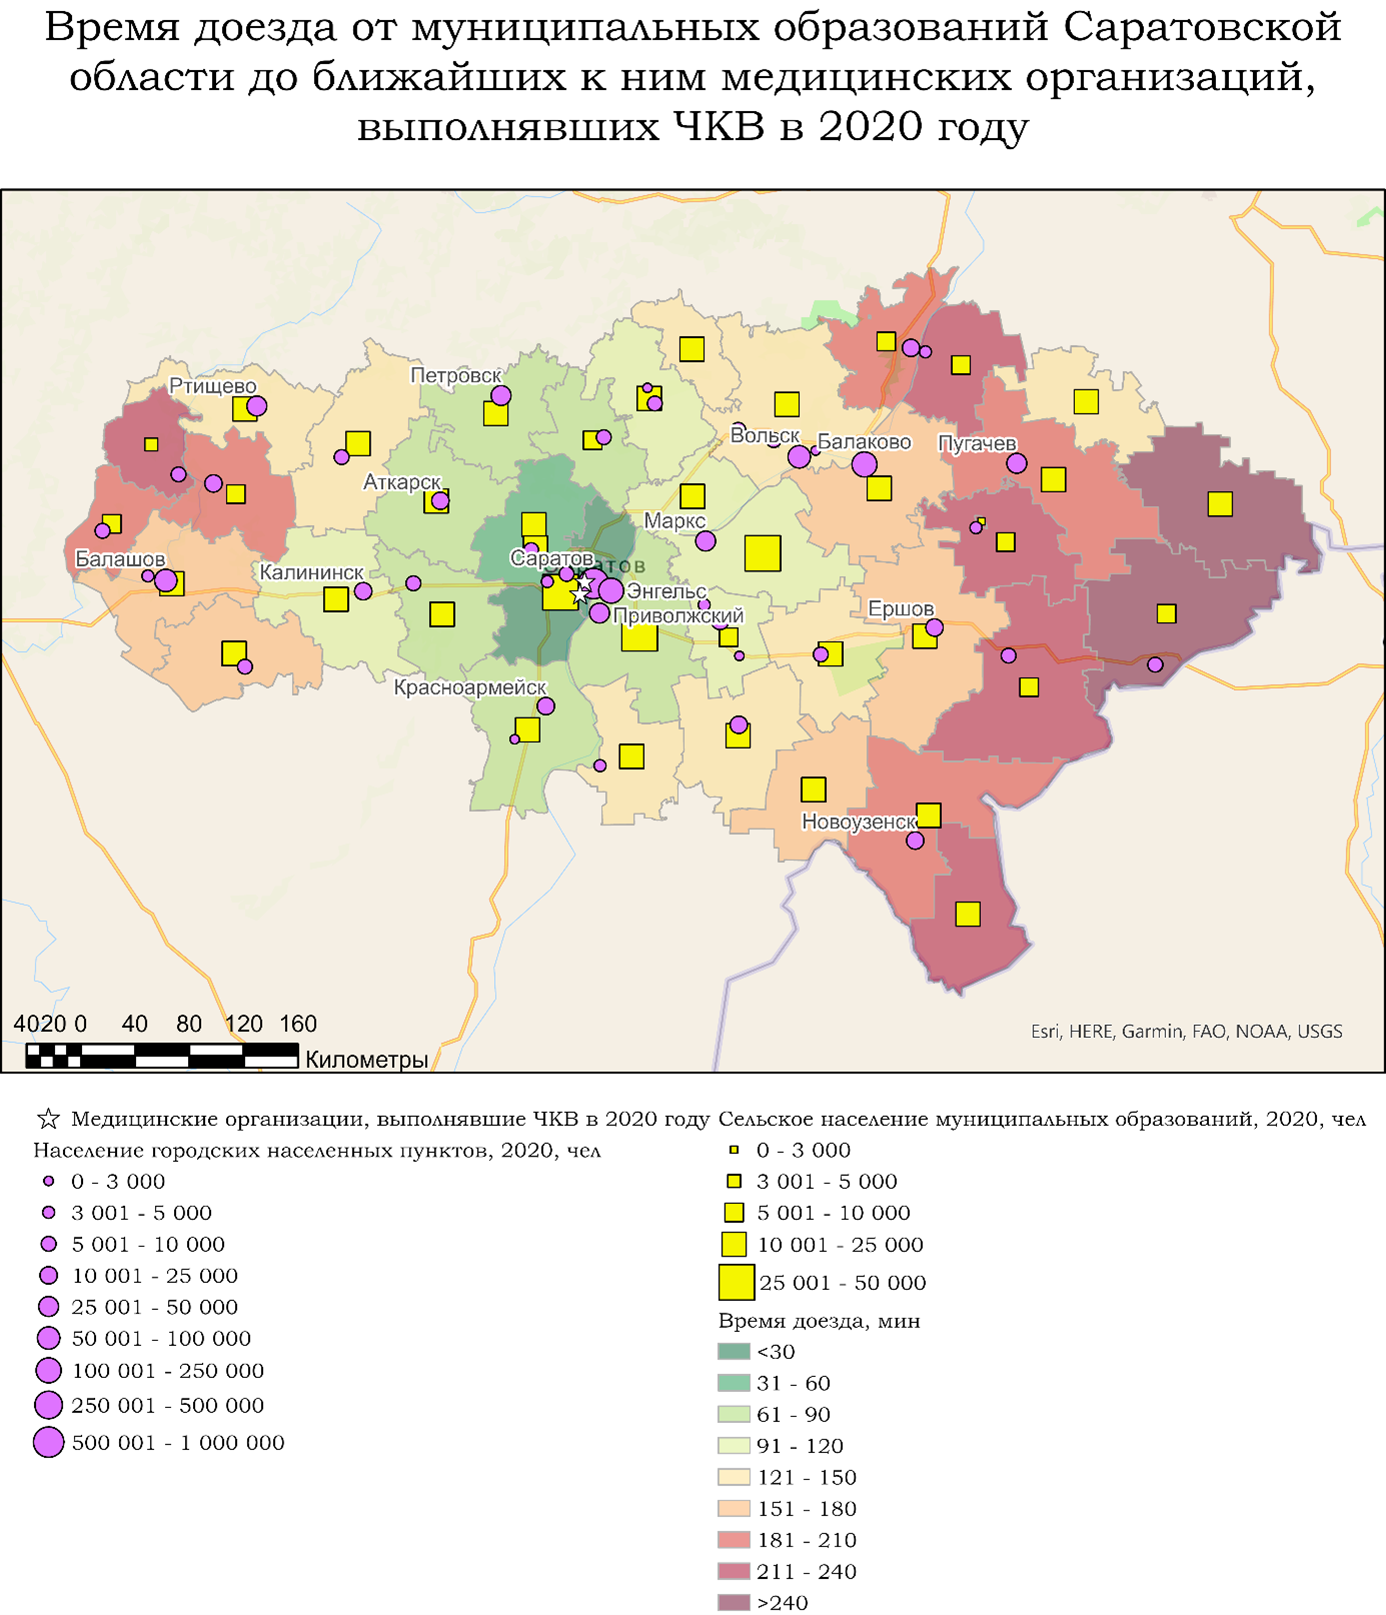 Время доезда от муниципальных образований Саратовской
области до ближайших к ним медицинских организаций,
выполнявших ЧКВ в 2020 году
Петровск
Ртищево
Вольск
Балаково
Пугачев
Аткарск
Маркс
Балашов
Саратов
Калининск
Энгельс
Ершов
Приволжский
Красноармейск
Новоузенск
4020 0 40 80 120 160
Километры
Esri, HERE, Garmin, FAO, NOAA, USGS
Медицинские организации, выполнявшие ЧКВ в 2020 году
Население городских населенных пунктов, 2020, чел
0 - 3 000
3 001 - 5 000
5 001 - 10 000
10 001 - 25 000
25 001 - 50 000
50 001 - 100 000
100 001 - 250 000
250 001 - 500 000
500 001 - 1 000 000
Сельское население муниципальных образований, 2020, чел
0 - 3 000
3 001 - 5 000
5 001 - 10 000
10 001 - 25 000
25 001 - 50 000
Время доезда, мин
<30
31 - 60
61 - 90
91 - 120
121 - 150
151 - 180
181 - 210
211 - 240
>240